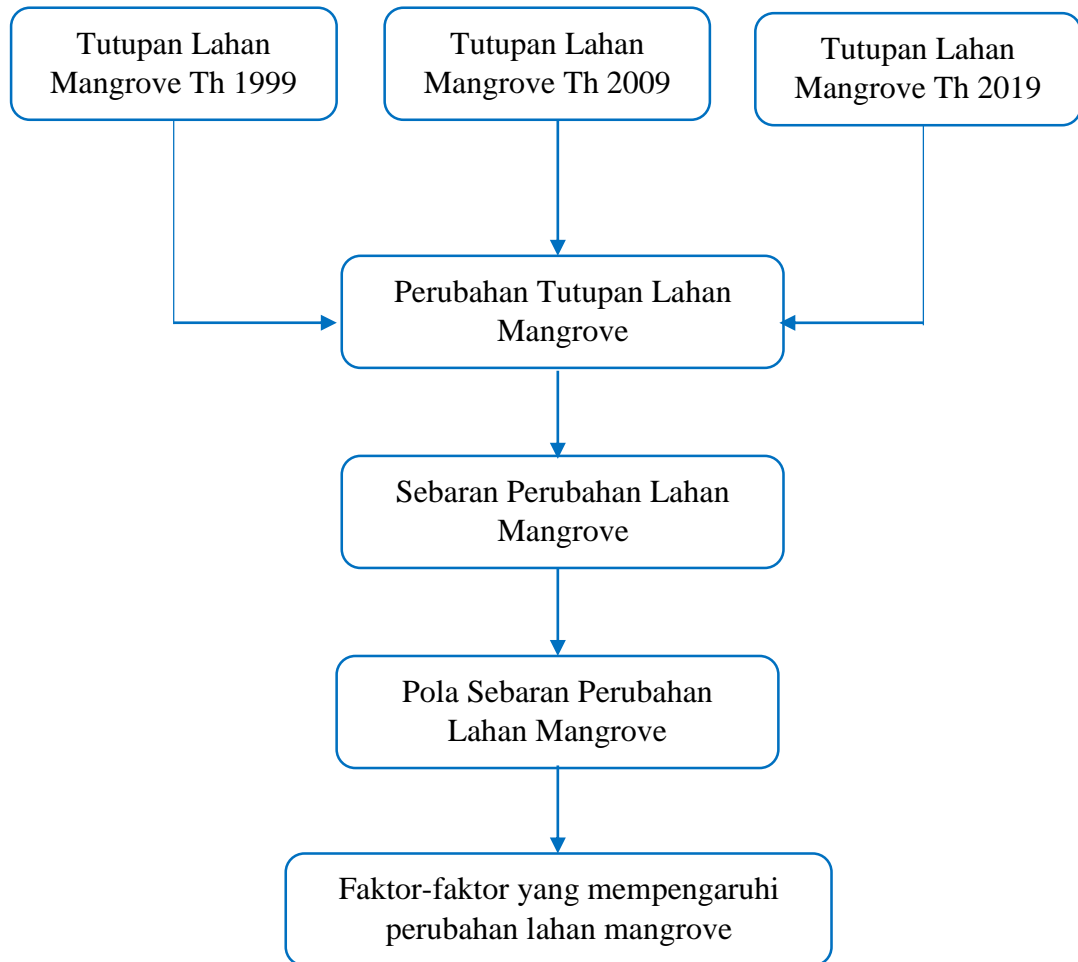 Tutupan Lahan
Mangrove Th 1999
Tutupan Lahan
Mangrove Th 2009
Tutupan Lahan
Mangrove Th 2019
Perubahan Tutupan Lahan
Mangrove
Sebaran Perubahan Lahan
Mangrove
Pola Sebaran Perubahan
Lahan Mangrove
Faktor-faktor yang mempengaruhi
perubahan lahan mangrove